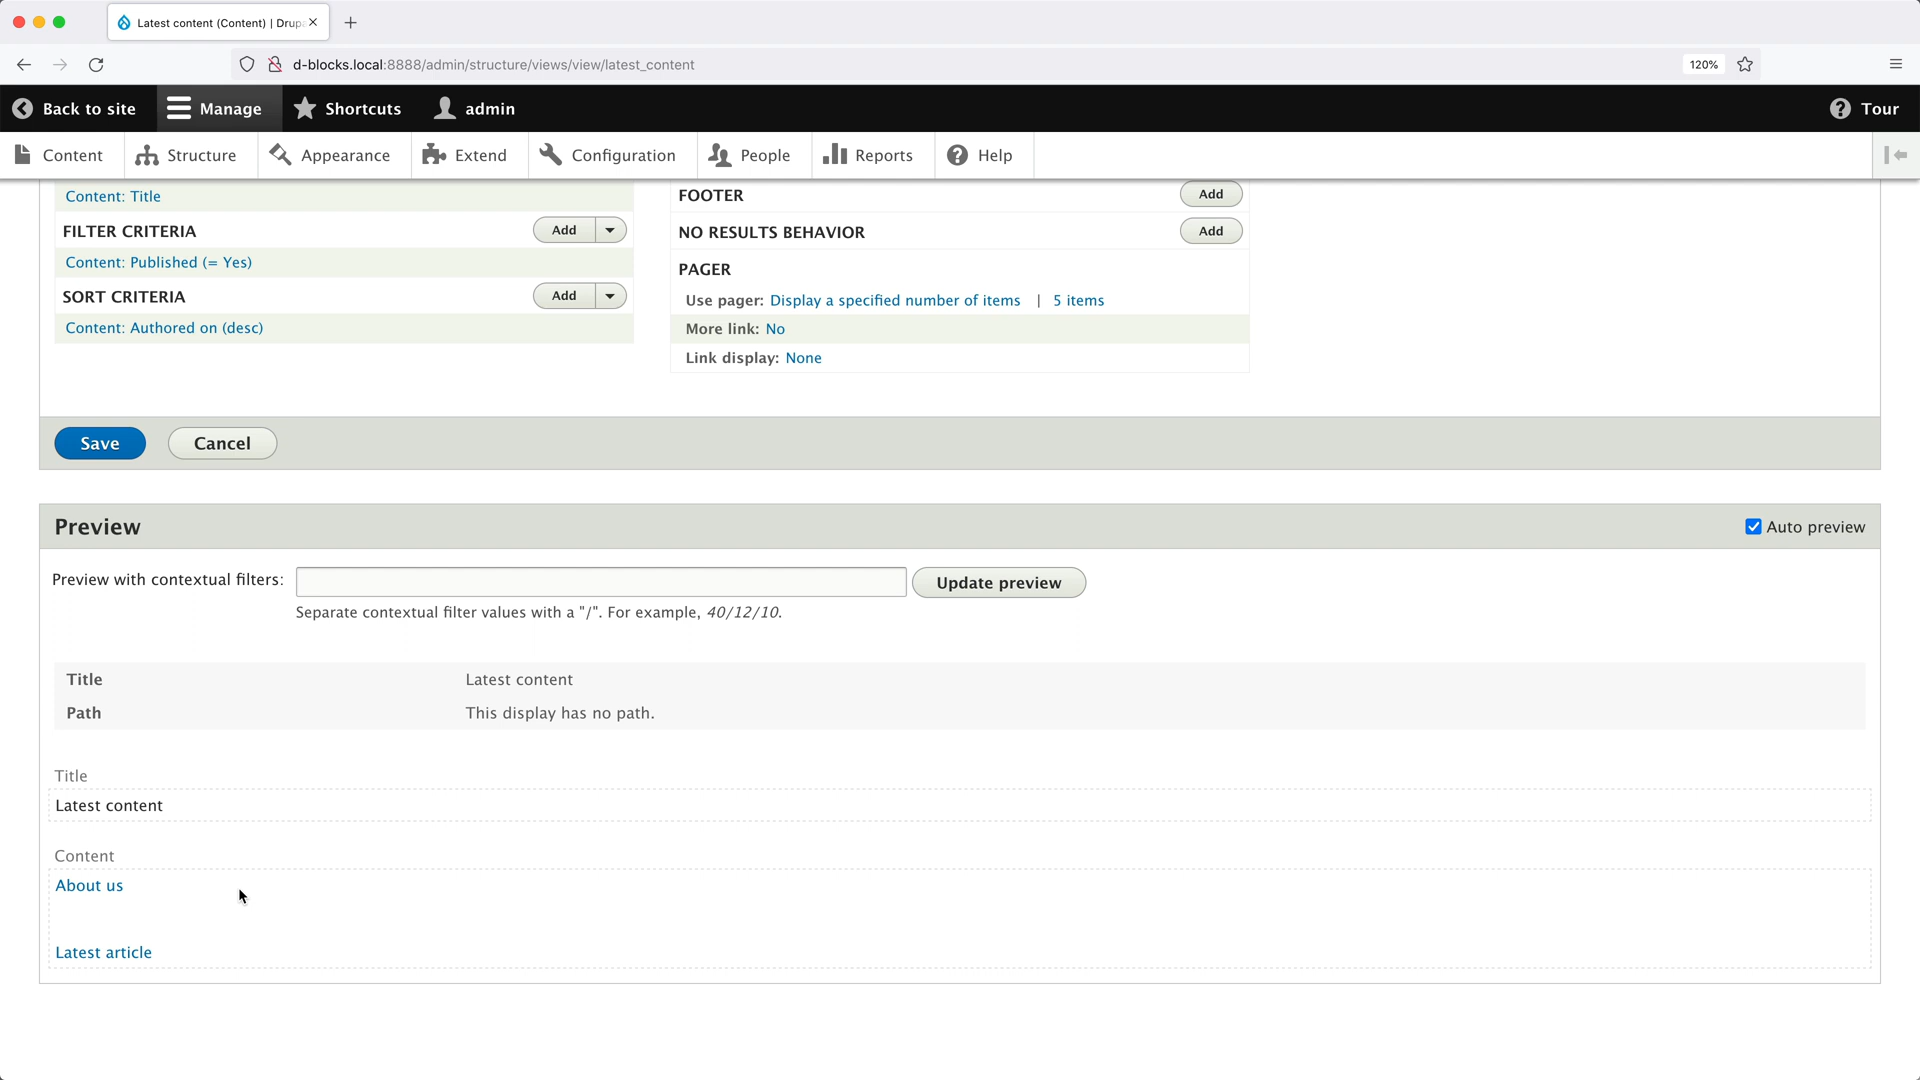 Latest content (Content) | Drup
d-blocks.local:8888/admin/structure/views/view/latest_content
120%
Back to site
Manage
Shortcuts
admin
Tour
Content
Structure
Appearance
Extend
Configuration
People
Reports
Help
Content: Title
FILTER CRITERIA
Add
Content: Published (= Yes)
SORT CRITERIA
Add
Content: Authored on (desc)
FOOTER
Add
NO RESULTS BEHAVIOR
Add
PAGER
Use pager: Display a specified number of items | 5 items
More link: No
Link display: None
Save
Cancel
Preview
Auto preview
Preview with contextual filters:
Update preview
Separate contextual filter values with a "/". For example, 40/12/10.
Title Latest content
Path This display has no path.
Title
Latest content
Content
About us
Latest article